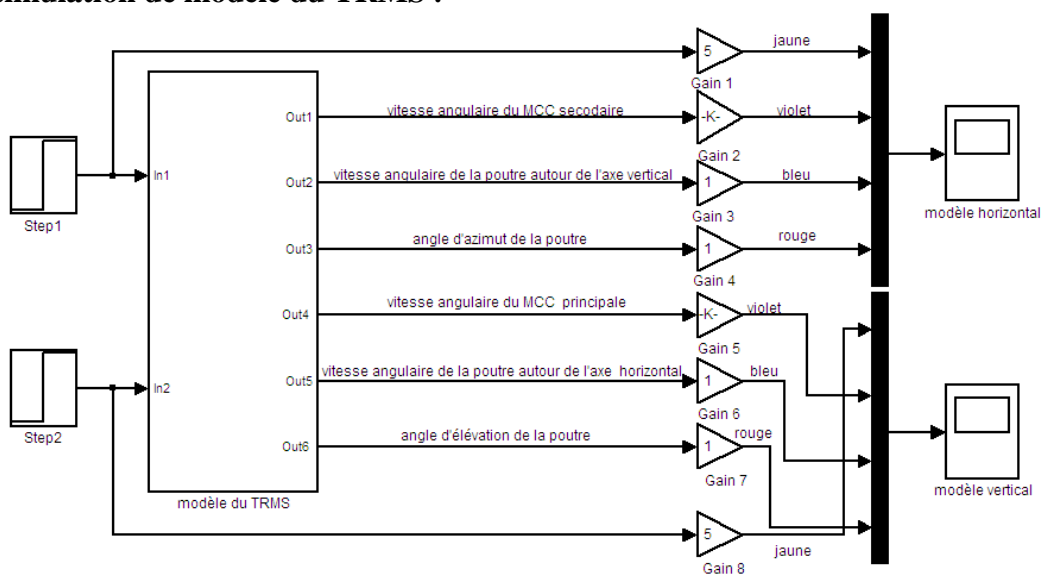 simulation de modèle du TRMS :
jaune
5
Gain 1
Out1
vitesse angulaire du MCC secodaire
-K-
violet
Gain 2
In1
Out2
vitesse angulaire de la poutre autour de l'axe vertical
1
bleu
Gain 3
Step1
modèle horizontal
Out3
angle d'azimut de la poutre
1
rouge
Gain 4
Out4
vitesse angulaire du MCC principale
-K-
violet
Gain 5
In2
Out5
vitesse angulaire de la poutre autour de l'axe horizontal
1
bleu
Gain 6
Step2
Out6
angle d'élévation de la poutre
1
rouge
Gain 7
modèle vertical
modèle du TRMS
5
jaune
Gain 8